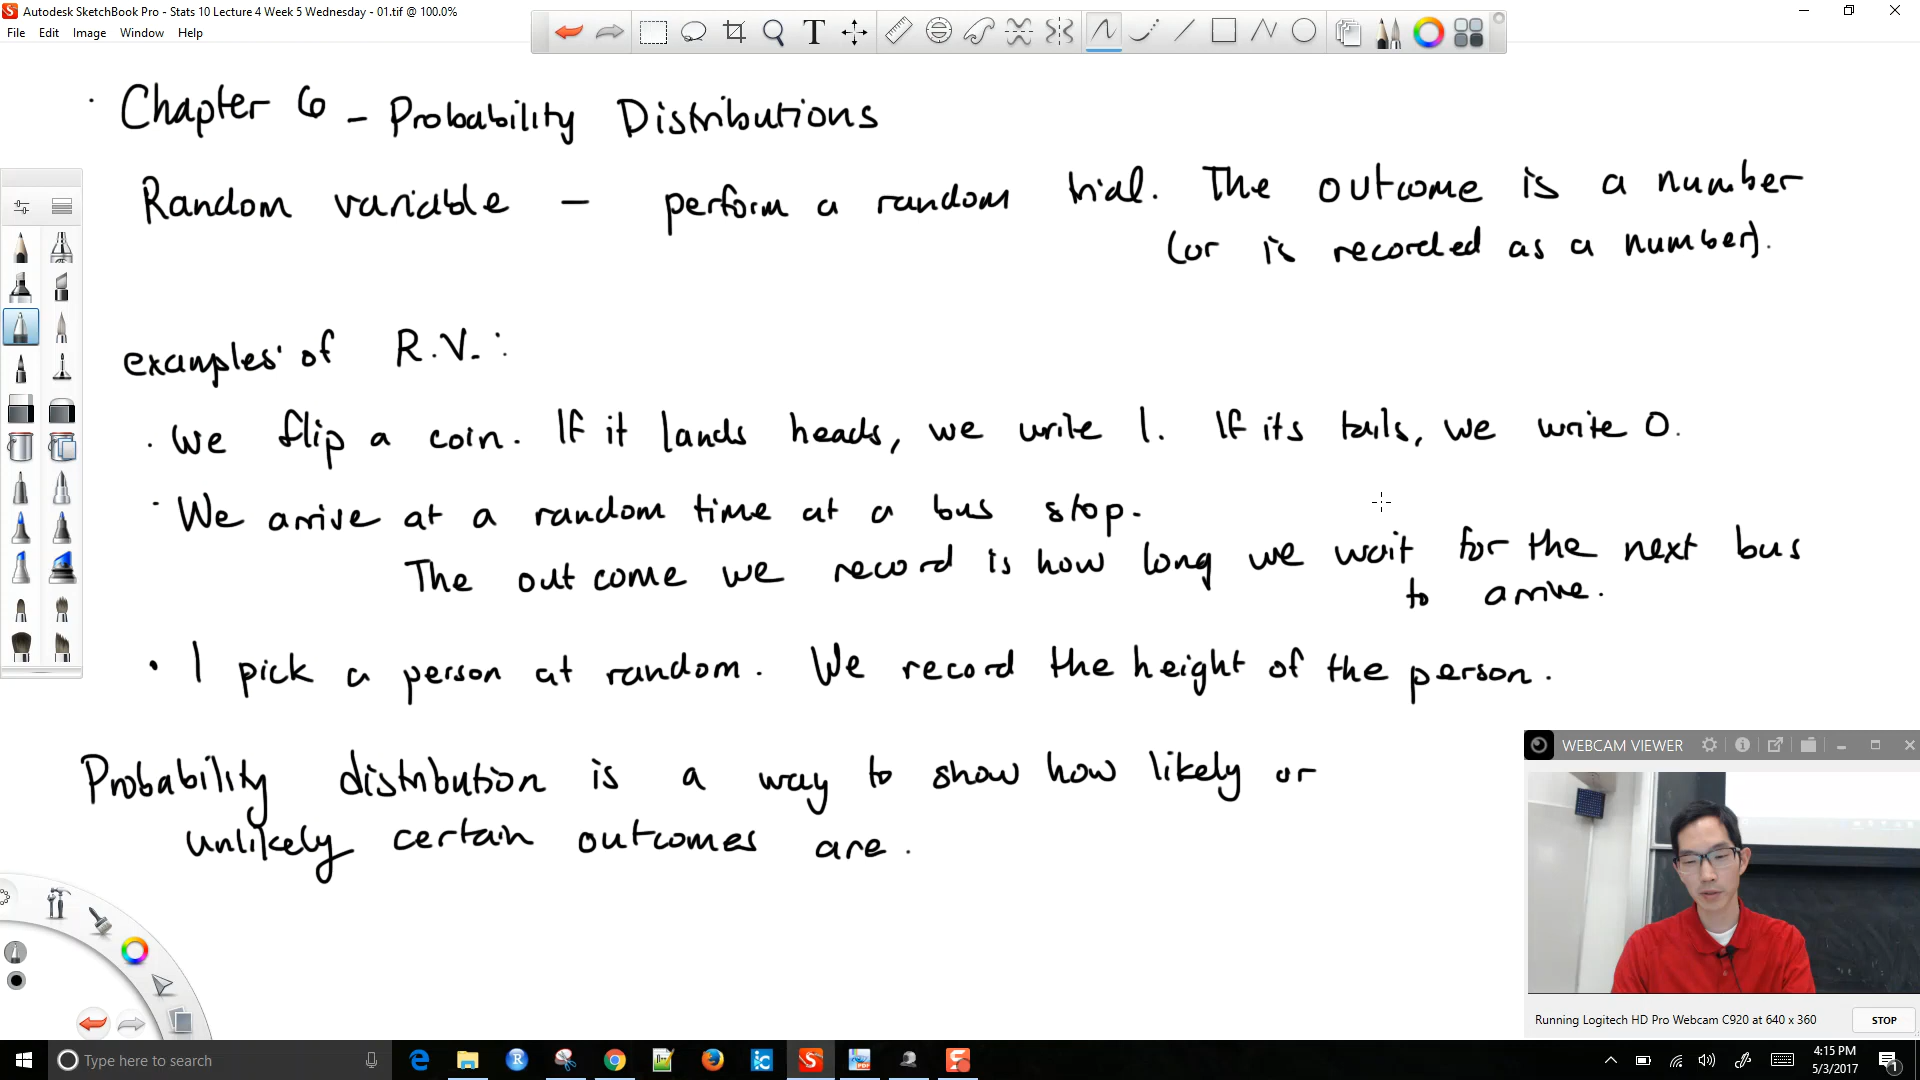 Autodesk SketchBook Pro - Stats 10 Lecture 4 Week 5 Wednesday - 01.tif @ 100.0%
File Edit Image Window Help
Chapter 6 - Probability Distributions
Random variable - perform a random trial. The outcome is a number
(or is recorded as a number).
examples of R.V.:
· We flip a coin. If it lands heads, we write 1. If its tails, we write 0.
· We arrive at a random time at a bus stop.
The outcome we record is how long we wait for the next bus
to arrive.
· I pick a person at random. We record the height of the person.
Probability distribution is a way to show how likely or
unlikely certain outcomes are.
WEBCAM VIEWER
Running Logitech HD Pro Webcam C920 at 640 x 360
STOP
Type here to search
4:15 PM
5/3/2017